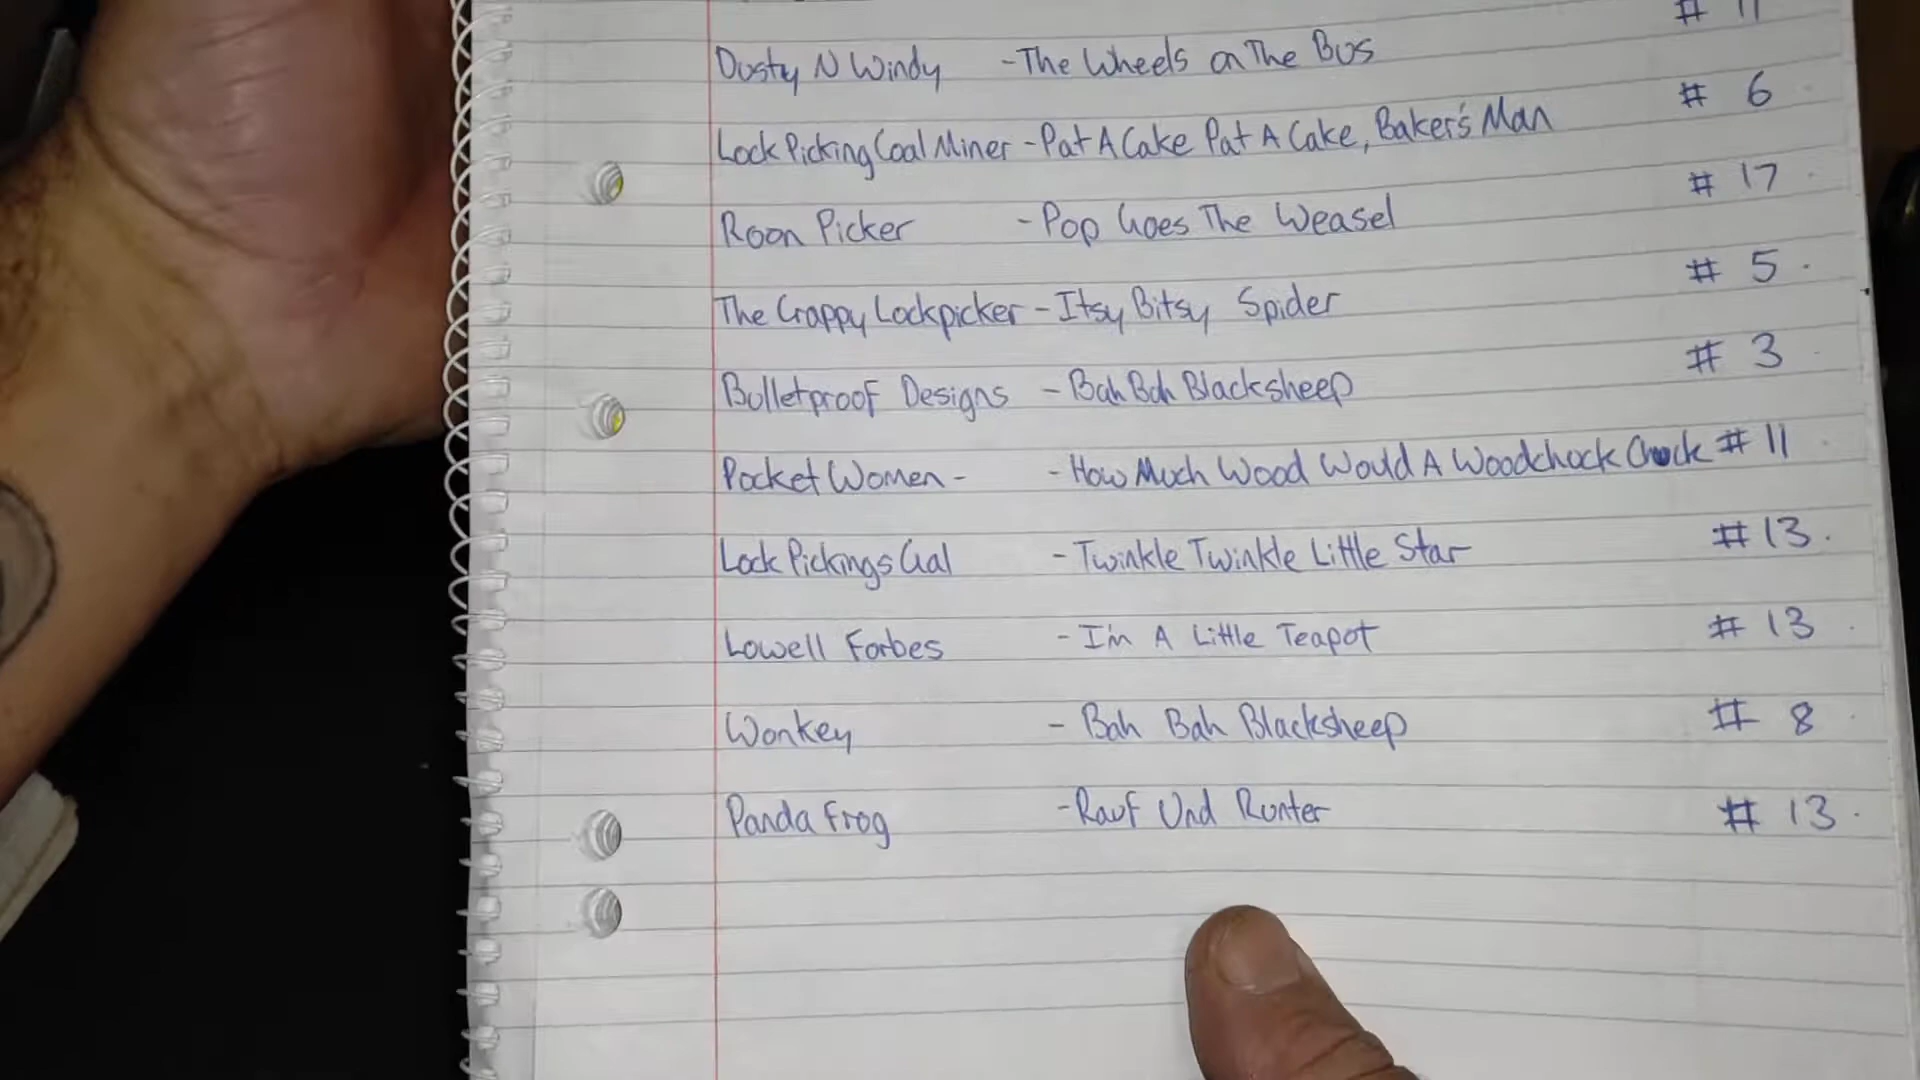 Dusty N Windy - The Wheels on The Bus # 11
Lock Picking Coal Miner - Pat A Cake Pat A Cake, Baker's Man # 6
Roon Picker - Pop Goes The Weasel # 17
The Crappy Lockpicker - Itsy Bitsy Spider # 5
Bulletproof Designs - Bah Bah Blacksheep # 3
Pocket Women - - How Much Wood Would A Woodchuck Chuck # 11
Lock Pickings Gal - Twinkle Twinkle Little Star # 13.
Lowell Forbes - I'm A Little Teapot # 13
Wonkey - Bah Bah Blacksheep # 8
Panda Frog - Rauf Und Runter # 13.